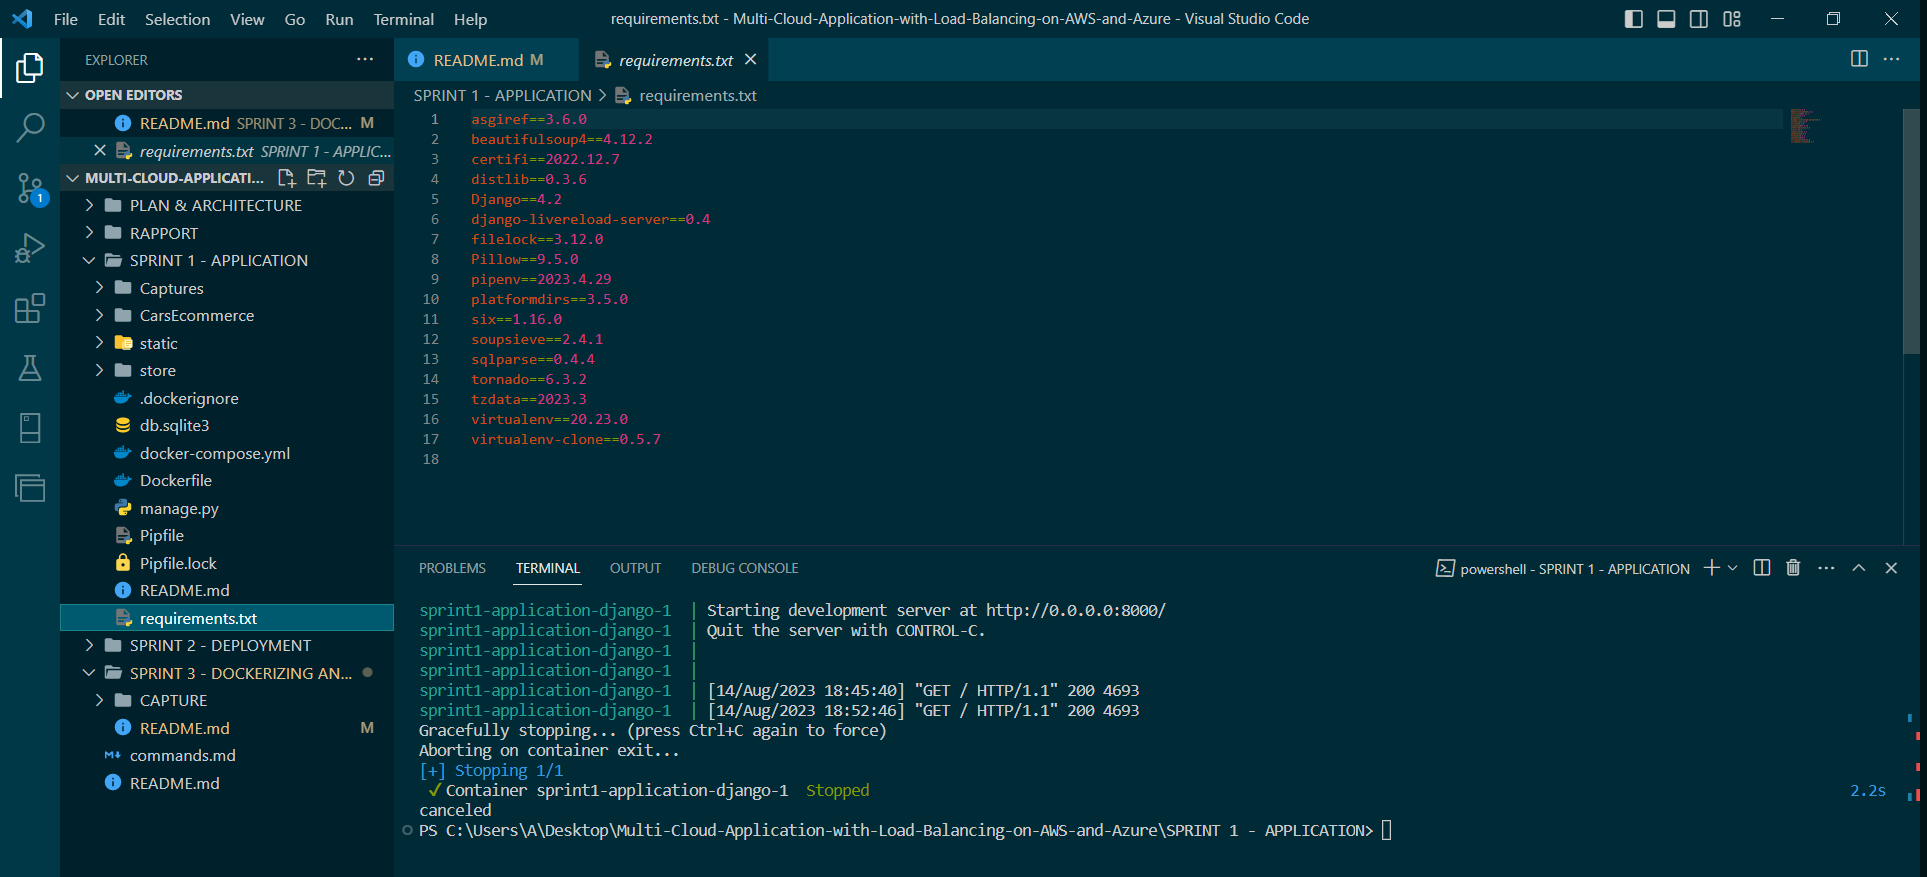 File Edit Selection View Go Run Terminal Help
requirements.txt - Multi-Cloud-Application-with-Load-Balancing-on-AWS-and-Azure - Visual Studio Code
EXPLORER
OPEN EDITORS
README.md SPRINT 3 - DOC... M
requirements.txt SPRINT 1 - APPLIC...
MULTI-CLOUD-APPLICATI...
PLAN & ARCHITECTURE
RAPPORT
SPRINT 1 - APPLICATION
Captures
CarsEcommerce
static
store
.dockerignore
db.sqlite3
docker-compose.yml
Dockerfile
manage.py
Pipfile
Pipfile.lock
README.md
requirements.txt
SPRINT 2 - DEPLOYMENT
SPRINT 3 - DOCKERIZING AN...
CAPTURE
README.md M
commands.md
README.md
1
README.md M
requirements.txt
SPRINT 1 - APPLICATION > requirements.txt
1 asgiref==3.6.0
2 beautifulsoup4==4.12.2
3 certifi==2022.12.7
4 distlib==0.3.6
5 Django==4.2
6 django-livereload-server==0.4
7 filelock==3.12.0
8 Pillow==9.5.0
9 pipenv==2023.4.29
10 platformdirs==3.5.0
11 six==1.16.0
12 soupsieve==2.4.1
13 sqlparse==0.4.4
14 tornado==6.3.2
15 tzdata==2023.3
16 virtualenv==20.23.0
17 virtualenv-clone==0.5.7
18
PROBLEMS TERMINAL OUTPUT DEBUG CONSOLE
powershell - SPRINT 1 - APPLICATION
sprint1-application-django-1 | Starting development server at http://0.0.0.0:8000/
sprint1-application-django-1 | Quit the server with CONTROL-C.
sprint1-application-django-1 |
sprint1-application-django-1 |
sprint1-application-django-1 | [14/Aug/2023 18:45:40] "GET / HTTP/1.1" 200 4693
sprint1-application-django-1 | [14/Aug/2023 18:52:46] "GET / HTTP/1.1" 200 4693
Gracefully stopping... (press Ctrl+C again to force)
Aborting on container exit...
[+] Stopping 1/1
✓ Container sprint1-application-django-1 Stopped 2.2s
canceled
PS C:\Users\A\Desktop\Multi-Cloud-Application-with-Load-Balancing-on-AWS-and-Azure\SPRINT 1 - APPLICATION>